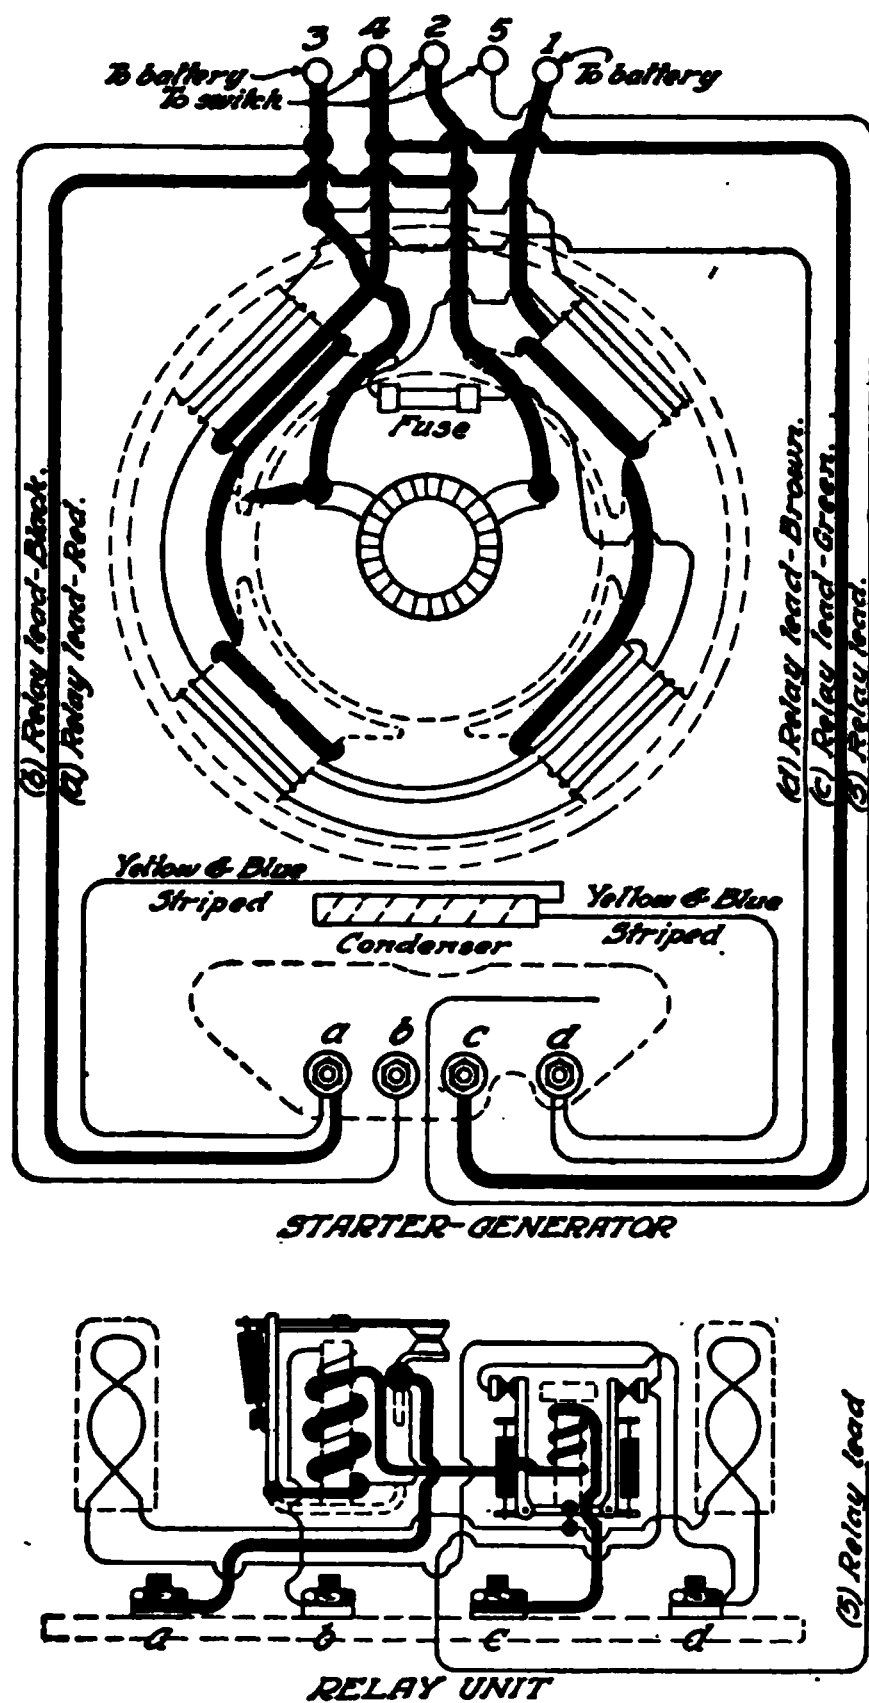 3 4 2 5 1
To battery
To battery
To switch
Fuse
(b) Relay lead-Black.
(a) Relay lead-Red.
(d) Relay lead-Brown.
(c) Relay lead-Green.
(5) Relay lead.
Yellow & Blue
Striped
Yellow & Blue
Striped
Condenser
a b c d
STARTER-GENERATOR
(5) Relay lead
a b c d
RELAY UNIT